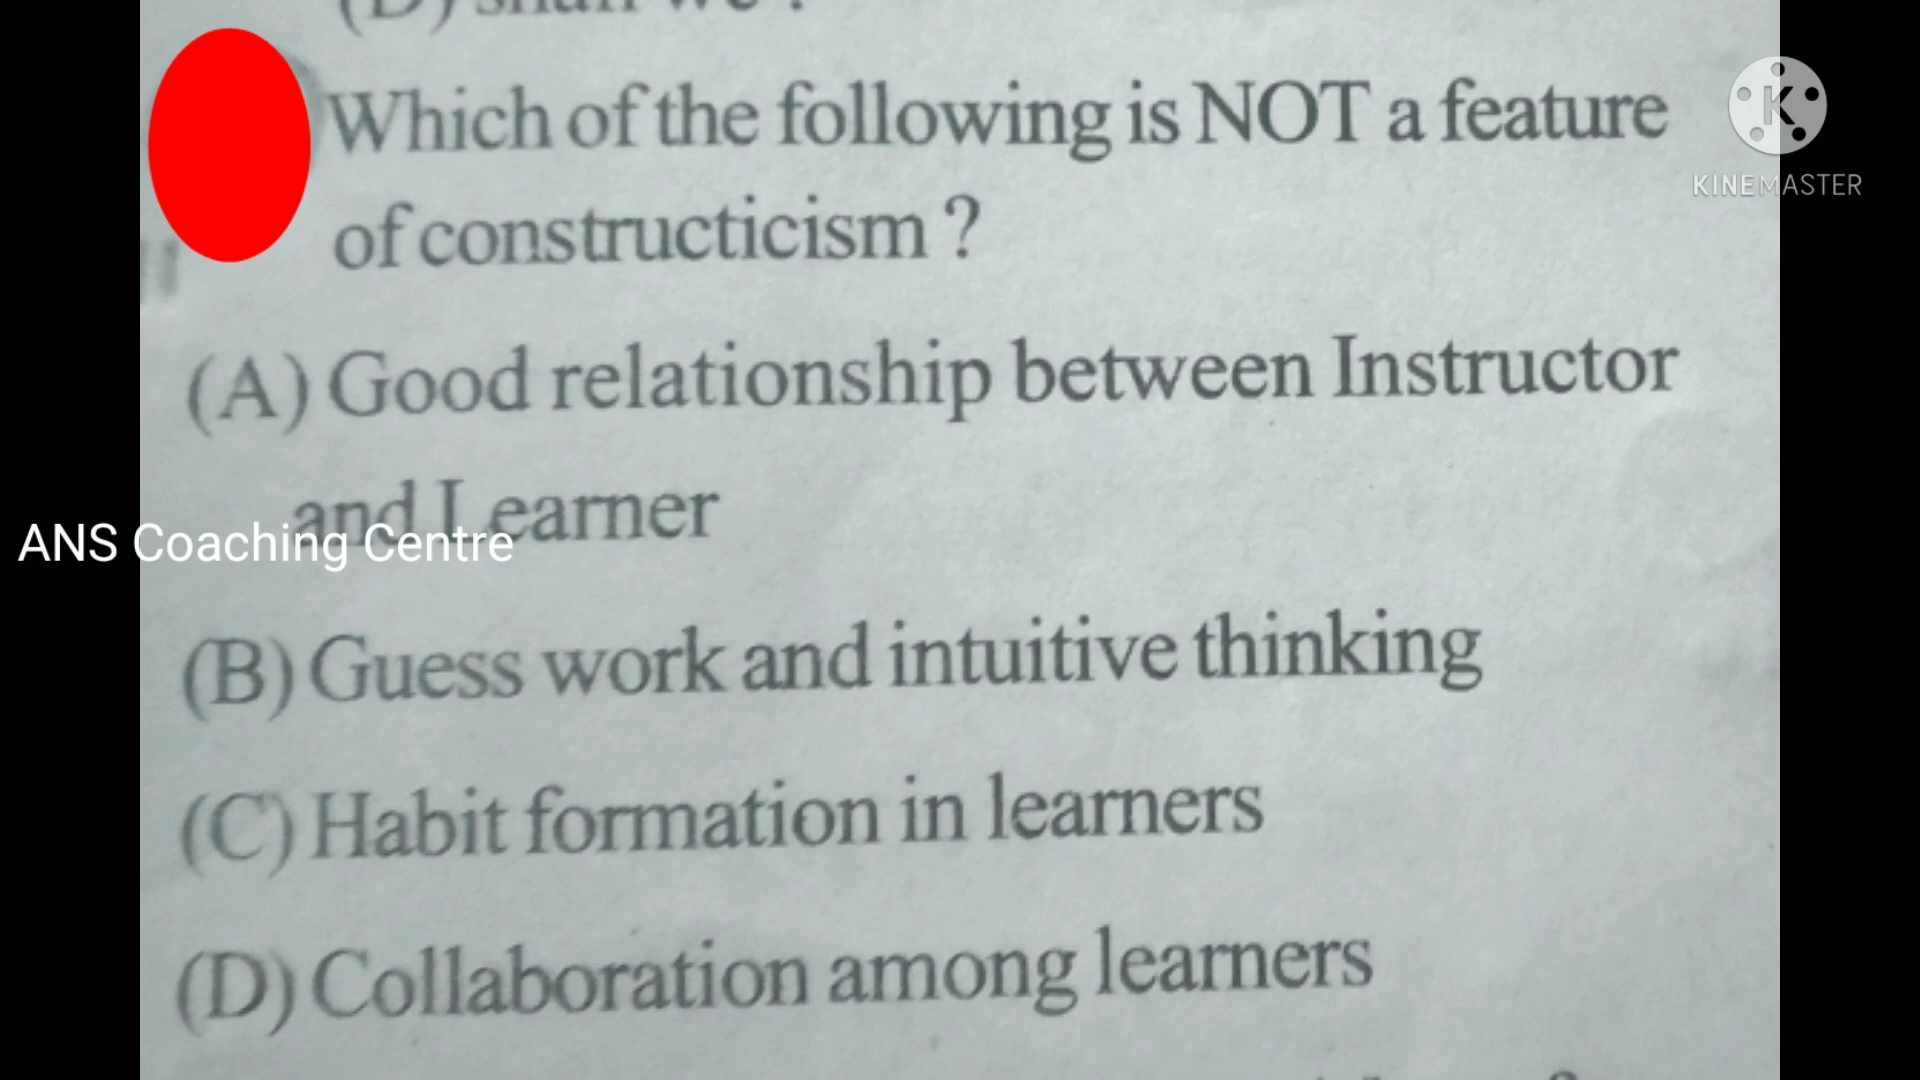 Which of the following is NOT a feature
of constructicism ?
(A) Good relationship between Instructor
and Learner
ANS Coaching Centre
(B) Guess work and intuitive thinking
(C) Habit formation in learners
(D) Collaboration among learners
K
KINEMASTER